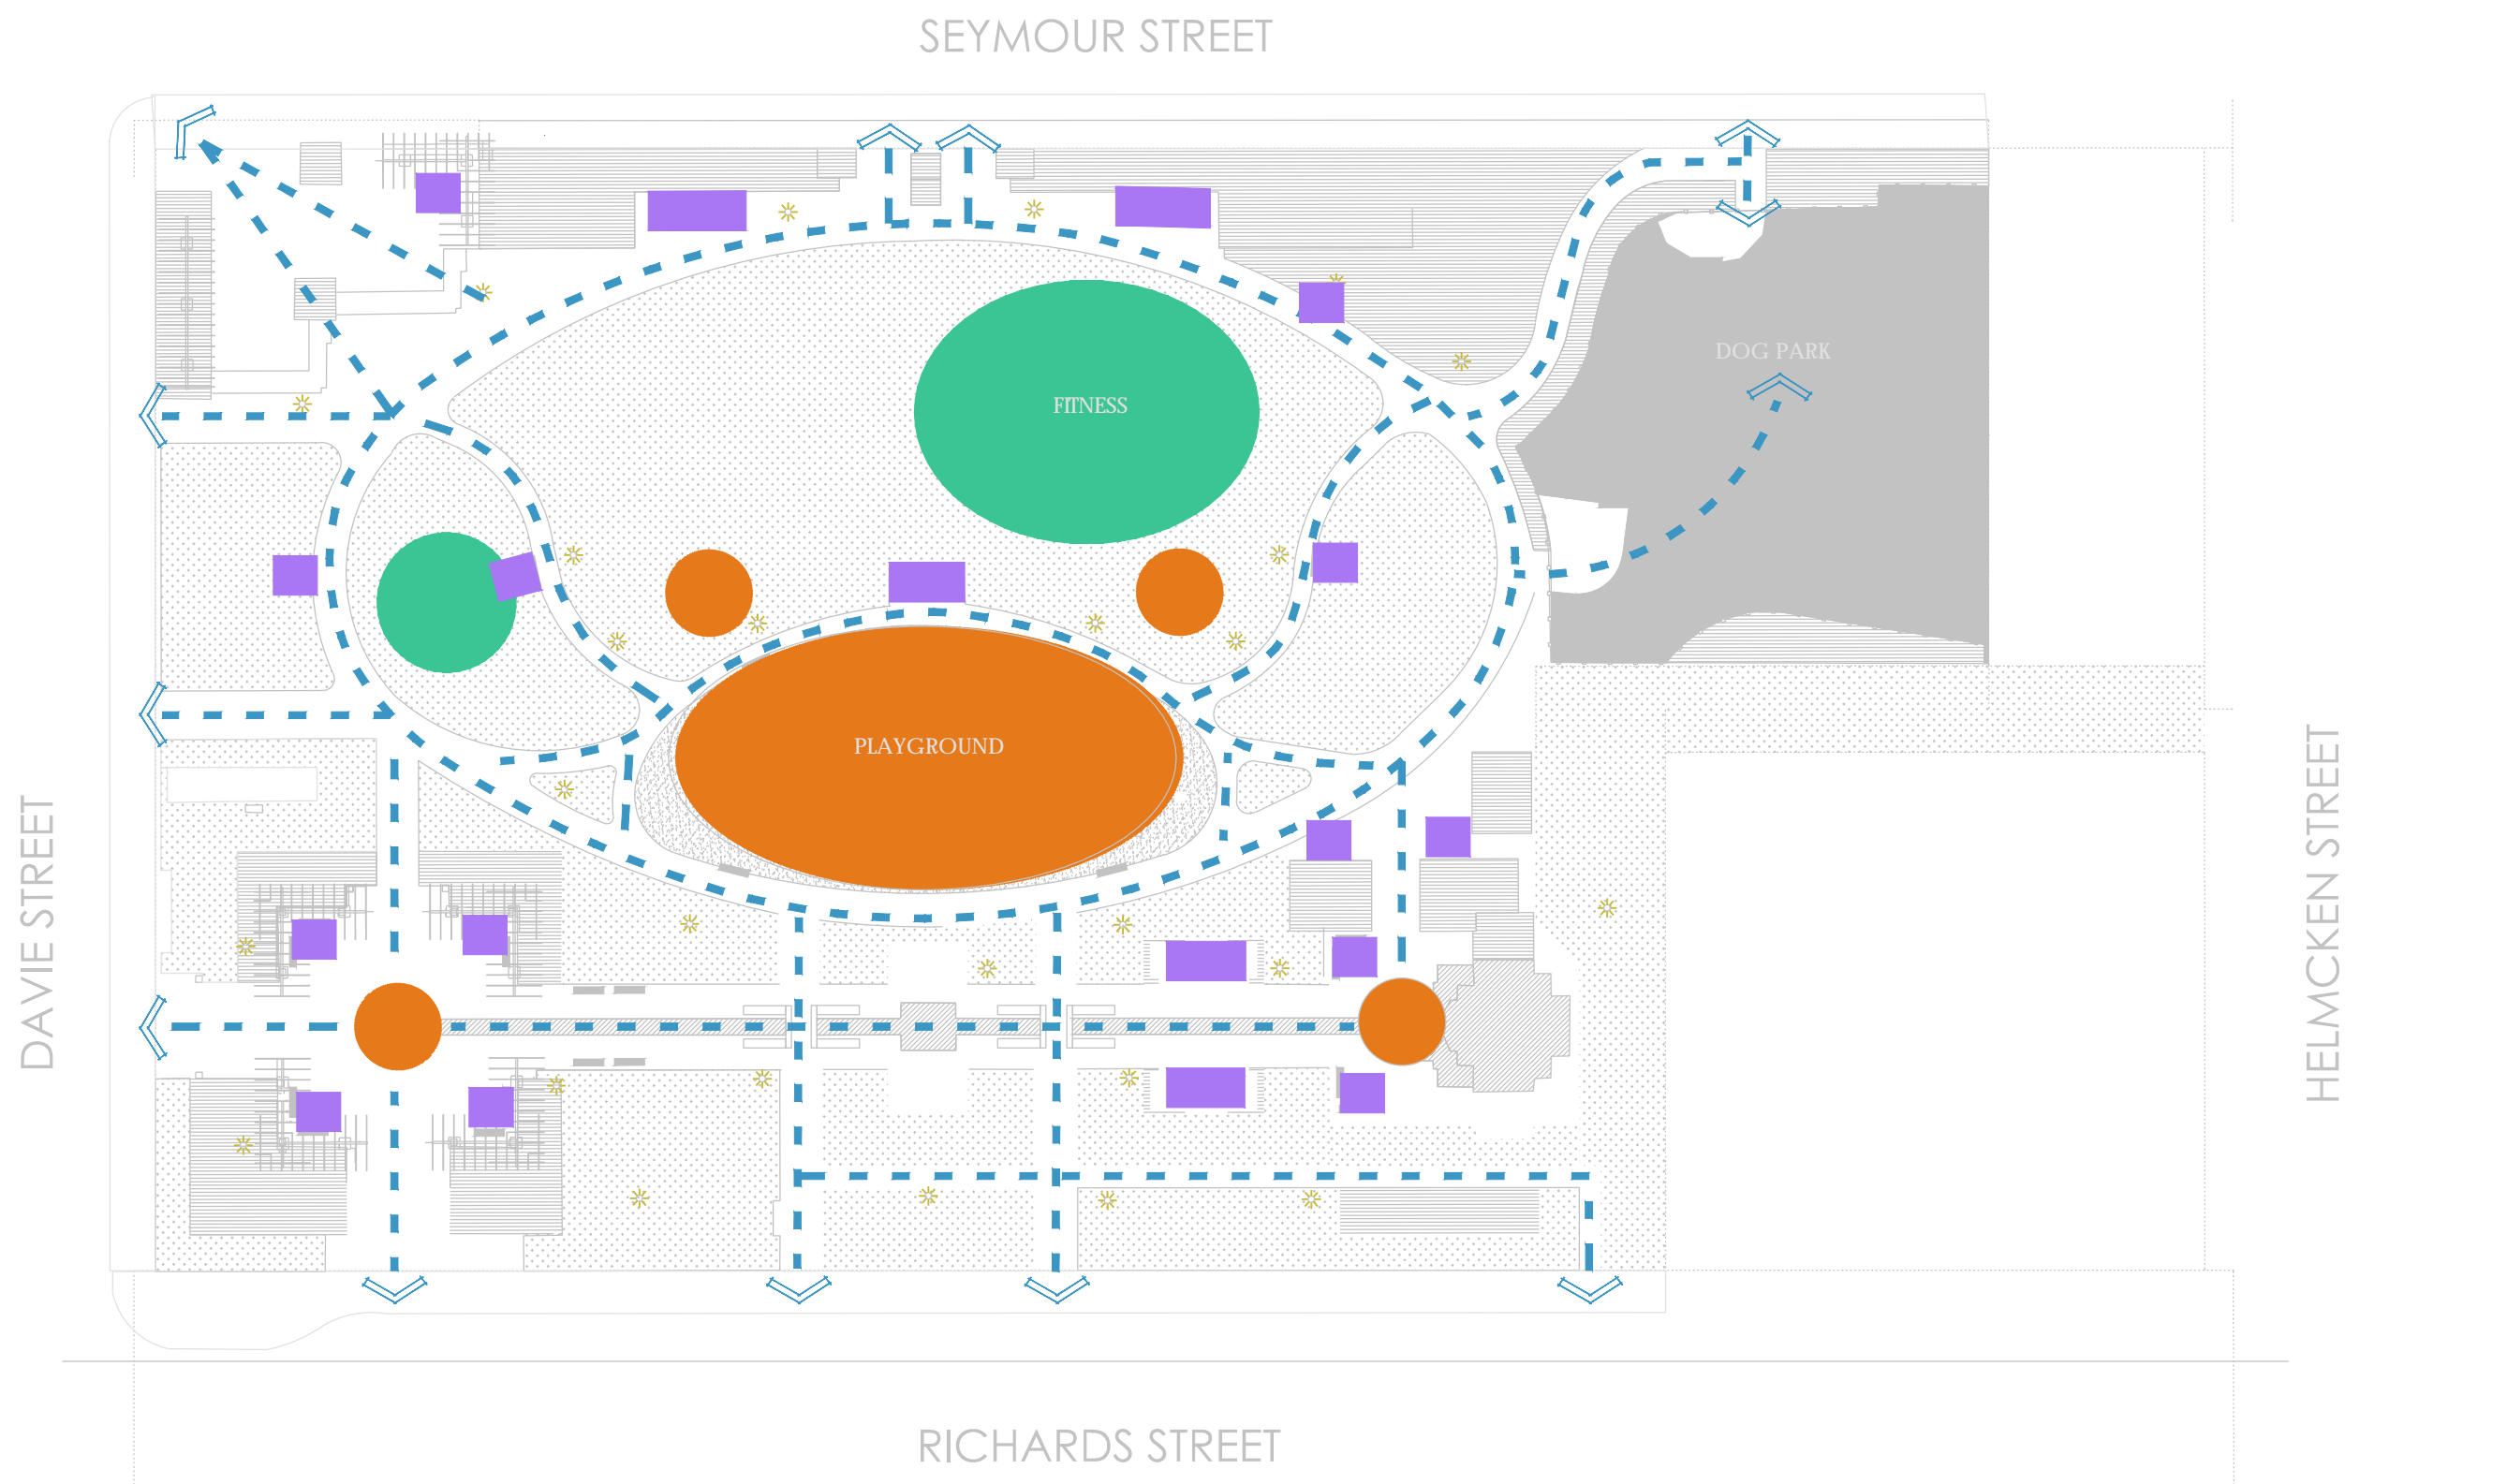 SEYMOUR STREET
DOG PARK
FITNESS
PLAYGROUND
DAVIE STREET
HELMCKEN STREET
RICHARDS STREET